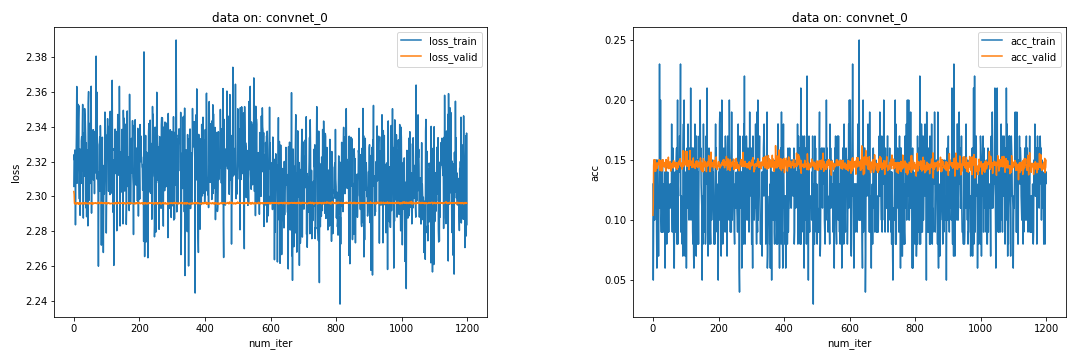 data on: convnet_0
loss_train
loss_valid
2.38
2.36
2.34
2.32
2.30
2.28
2.26
2.24
loss
0 200 400 600 800 1000 1200
num_iter
data on: convnet_0
acc_train
acc_valid
0.25
0.20
0.15
0.10
0.05
acc
0 200 400 600 800 1000 1200
num_iter